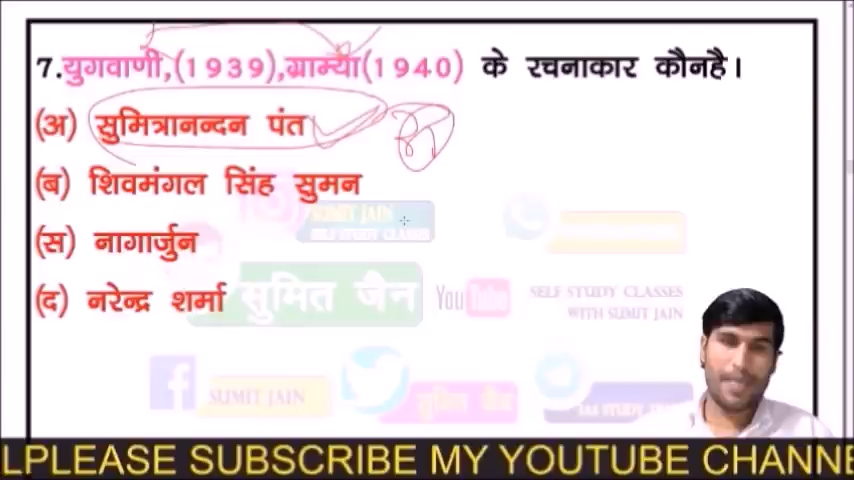 7.युगवाणी,(1939),ग्राम्या(1940) के रचनाकार कौनहै।
(अ) सुमित्रानन्दन पंत
(ब) शिवमंगल सिंह सुमन
SUMIT JAIN
SELF STUDY CLASSES
(स) नागार्जुन
(द) नरेन्द्र शर्मा
सुमित जैन
YouTube
SELF STUDY CLASSES
WITH SUMIT JAIN
SUMIT JAIN
सुमित जैन
LPLEASE SUBSCRIBE MY YOUTUBE CHANNE